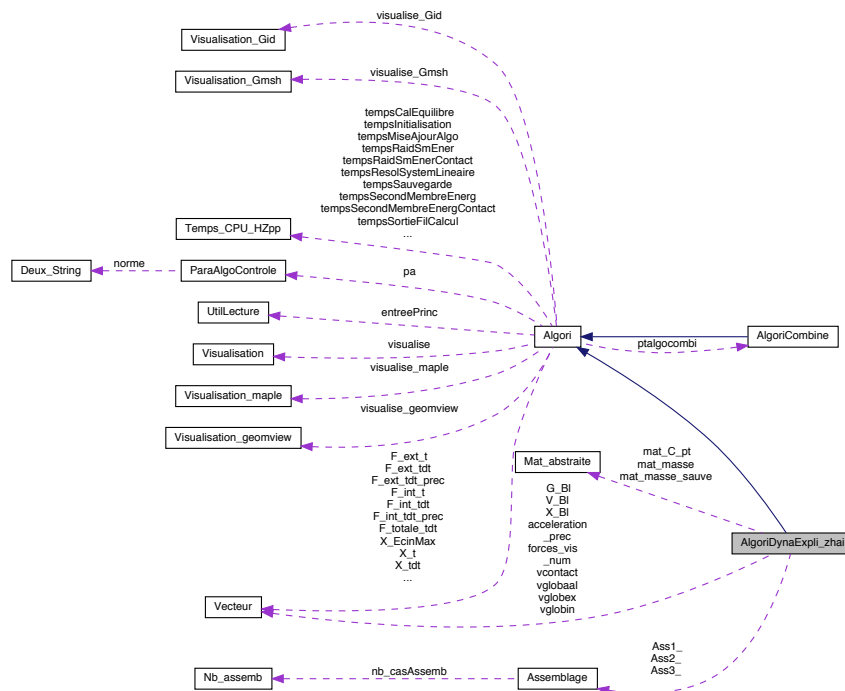 visualise_Gid
Visualisation_Gid
visualise_Gmsh
Visualisation_Gmsh
tempsCalEquilibre
tempsInitialisation
tempsMiseAjourAlgo
tempsRaidSmEner
tempsRaidSmEnerContact
tempsResolSystemLineaire
tempsSauvegarde
tempsSecondMembreEnerg
tempsSecondMembreEnergContact
tempsSortieFilCalcul
...
Temps_CPU_HZpp
Deux_String
norme
ParaAlgoControle
pa
UtilLecture
entreePrinc
Algori
ptalgocombi
AlgoriCombine
Visualisation
visualise
visualise_maple
Visualisation_maple
visualise_geomview
Visualisation_geomview
F_ext_t
F_ext_tdt
F_ext_tdt_prec
F_int_t
F_int_tdt
F_int_tdt_prec
F_totale_tdt
X_EcinMax
X_t
X_tdt
...
Mat_abstraite
mat_C_pt
mat_masse
mat_masse_sauve
G_Bl
V_Bl
X_Bl
acceleration
_prec
forces_vis
_num
vcontact
vglobaal
vglobex
vglobin
AlgoriDynaExpli_zhai
Vecteur
Ass1_
Ass2_
Ass3_
Nb_assemb
nb_casAssemb
Assemblage